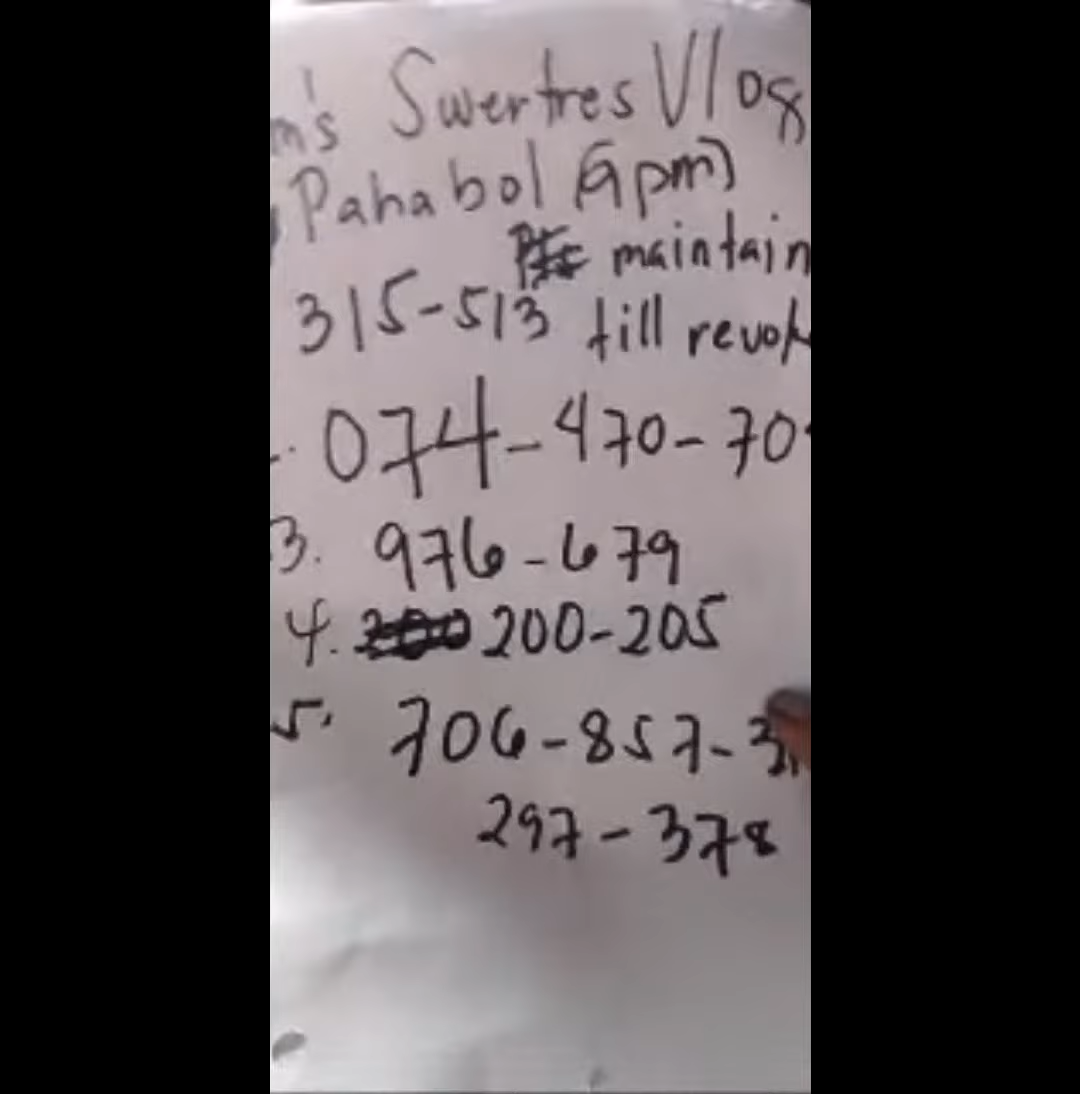 m's Swertres Vlog
Pahabol (9pm)
maintain
315-513 till revok
074-470-70
3. 976-679
4. 200-205
5. 706-857-3
297-378